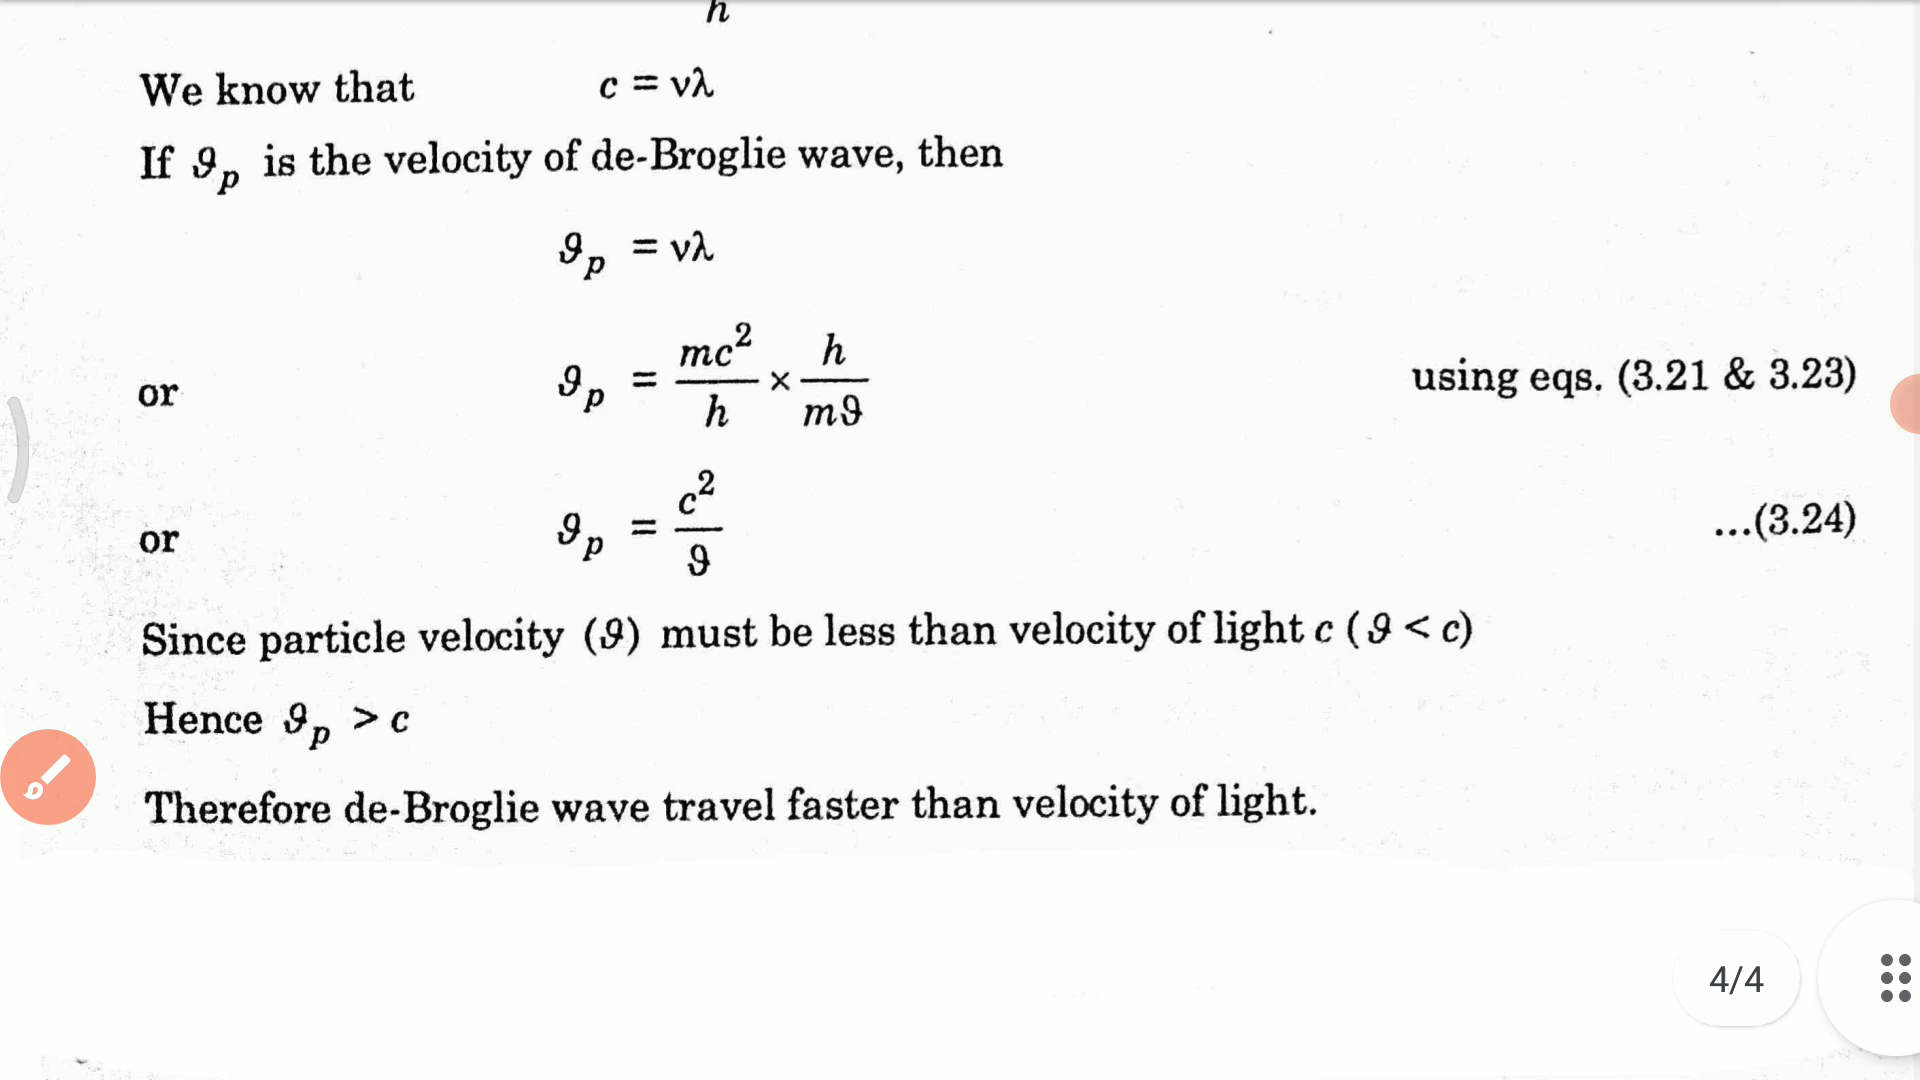 h
We know that c = νλ
If ϑp is the velocity of de-Broglie wave, then
ϑp = νλ
or ϑp = mc²/h × h/mϑ using eqs. (3.21 & 3.23)
or ϑp = c²/ϑ ...(3.24)
Since particle velocity (ϑ) must be less than velocity of light c (ϑ < c)
Hence ϑp > c
Therefore de-Broglie wave travel faster than velocity of light.
4/4